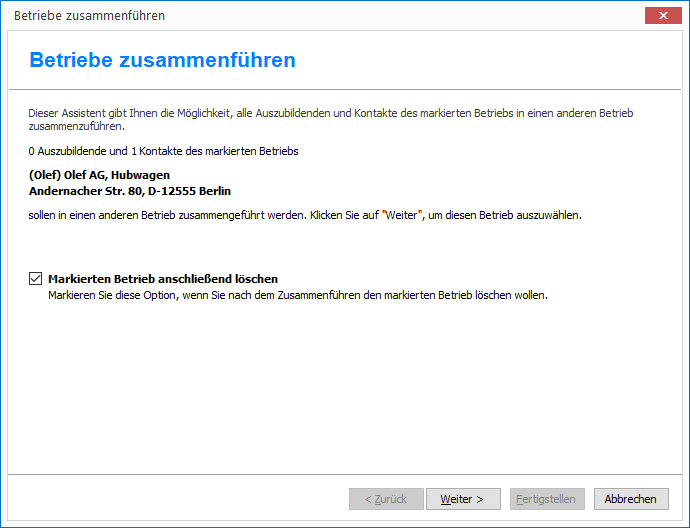 Betriebe zusammenführen
Betriebe zusammenführen
Dieser Assistent gibt Ihnen die Möglichkeit, alle Auszubildenden und Kontakte des markierten Betriebs in einen anderen Betrieb
zusammenzuführen.
0 Auszubildende und 1 Kontakte des markierten Betriebs
(Olef) Olef AG, Hubwagen
Andernacher Str. 80, D-12555 Berlin
sollen in einen anderen Betrieb zusammengeführt werden. Klicken Sie auf "Weiter", um diesen Betrieb auszuwählen.
Markierten Betrieb anschließend löschen
Markieren Sie diese Option, wenn Sie nach dem Zusammenführen den markierten Betrieb löschen wollen.
< Zurück Weiter > Fertigstellen Abbrechen